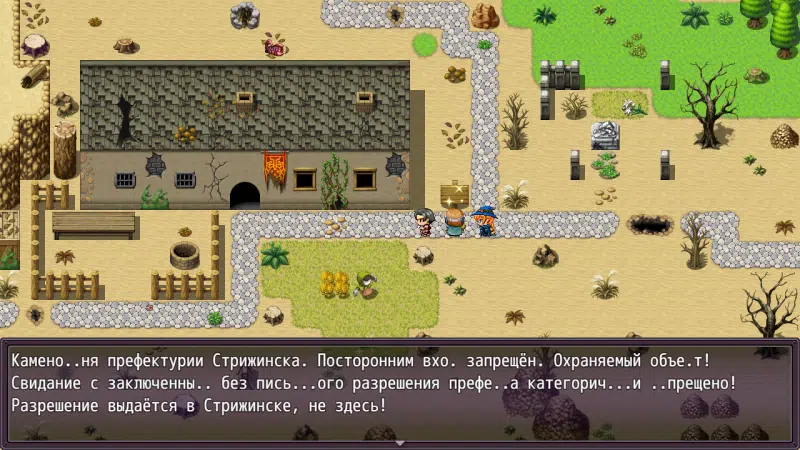 Камено..ня префектурии Стрижинска. Посторонним вхо. запрещён. Охраняемый объе.т!
Свидание с заключенны.. без пись...ого разрешения префе..а категорич...и ..прещено!
Разрешение выдаётся в Стрижинске, не здесь!